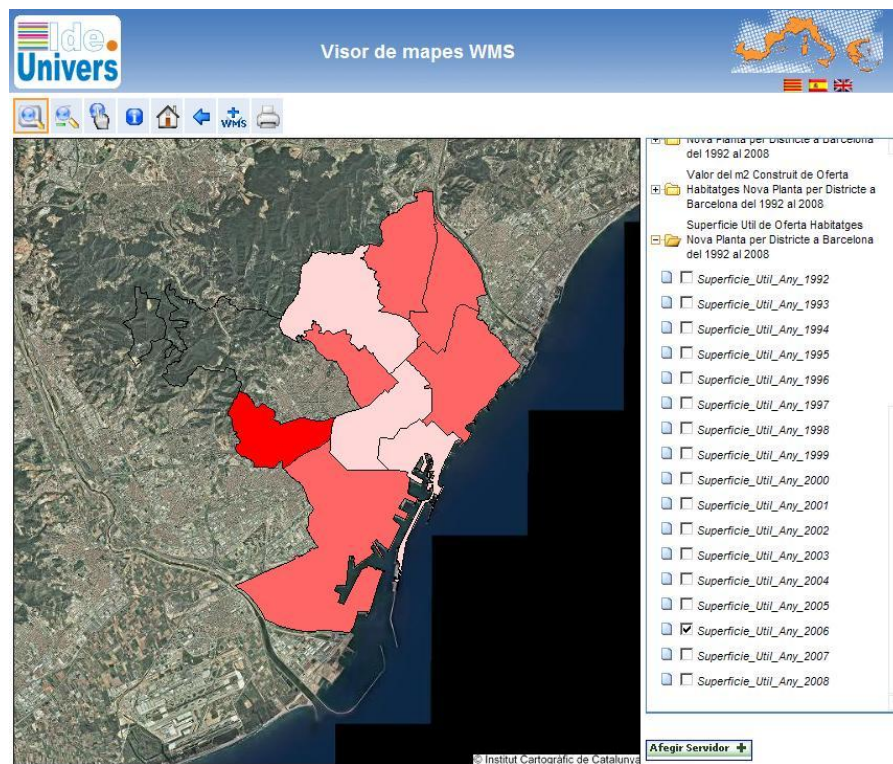 Ide.
Univers
Visor de mapes WMS
WMS
Nova Planta per Districte a Barcelona
del 1992 al 2008
Valor del m2 Construit de Oferta
Habitatges Nova Planta per Districte a
Barcelona del 1992 al 2008
Superficie Util de Oferta Habitatges
Nova Planta per Districte a Barcelona
del 1992 al 2008
Superficie_Util_Any_1992
Superficie_Util_Any_1993
Superficie_Util_Any_1994
Superficie_Util_Any_1995
Superficie_Util_Any_1996
Superficie_Util_Any_1997
Superficie_Util_Any_1998
Superficie_Util_Any_1999
Superficie_Util_Any_2000
Superficie_Util_Any_2001
Superficie_Util_Any_2002
Superficie_Util_Any_2003
Superficie_Util_Any_2004
Superficie_Util_Any_2005
Superficie_Util_Any_2006
Superficie_Util_Any_2007
Superficie_Util_Any_2008
© Institut Cartogràfic de Catalunya
Afegir Servidor +